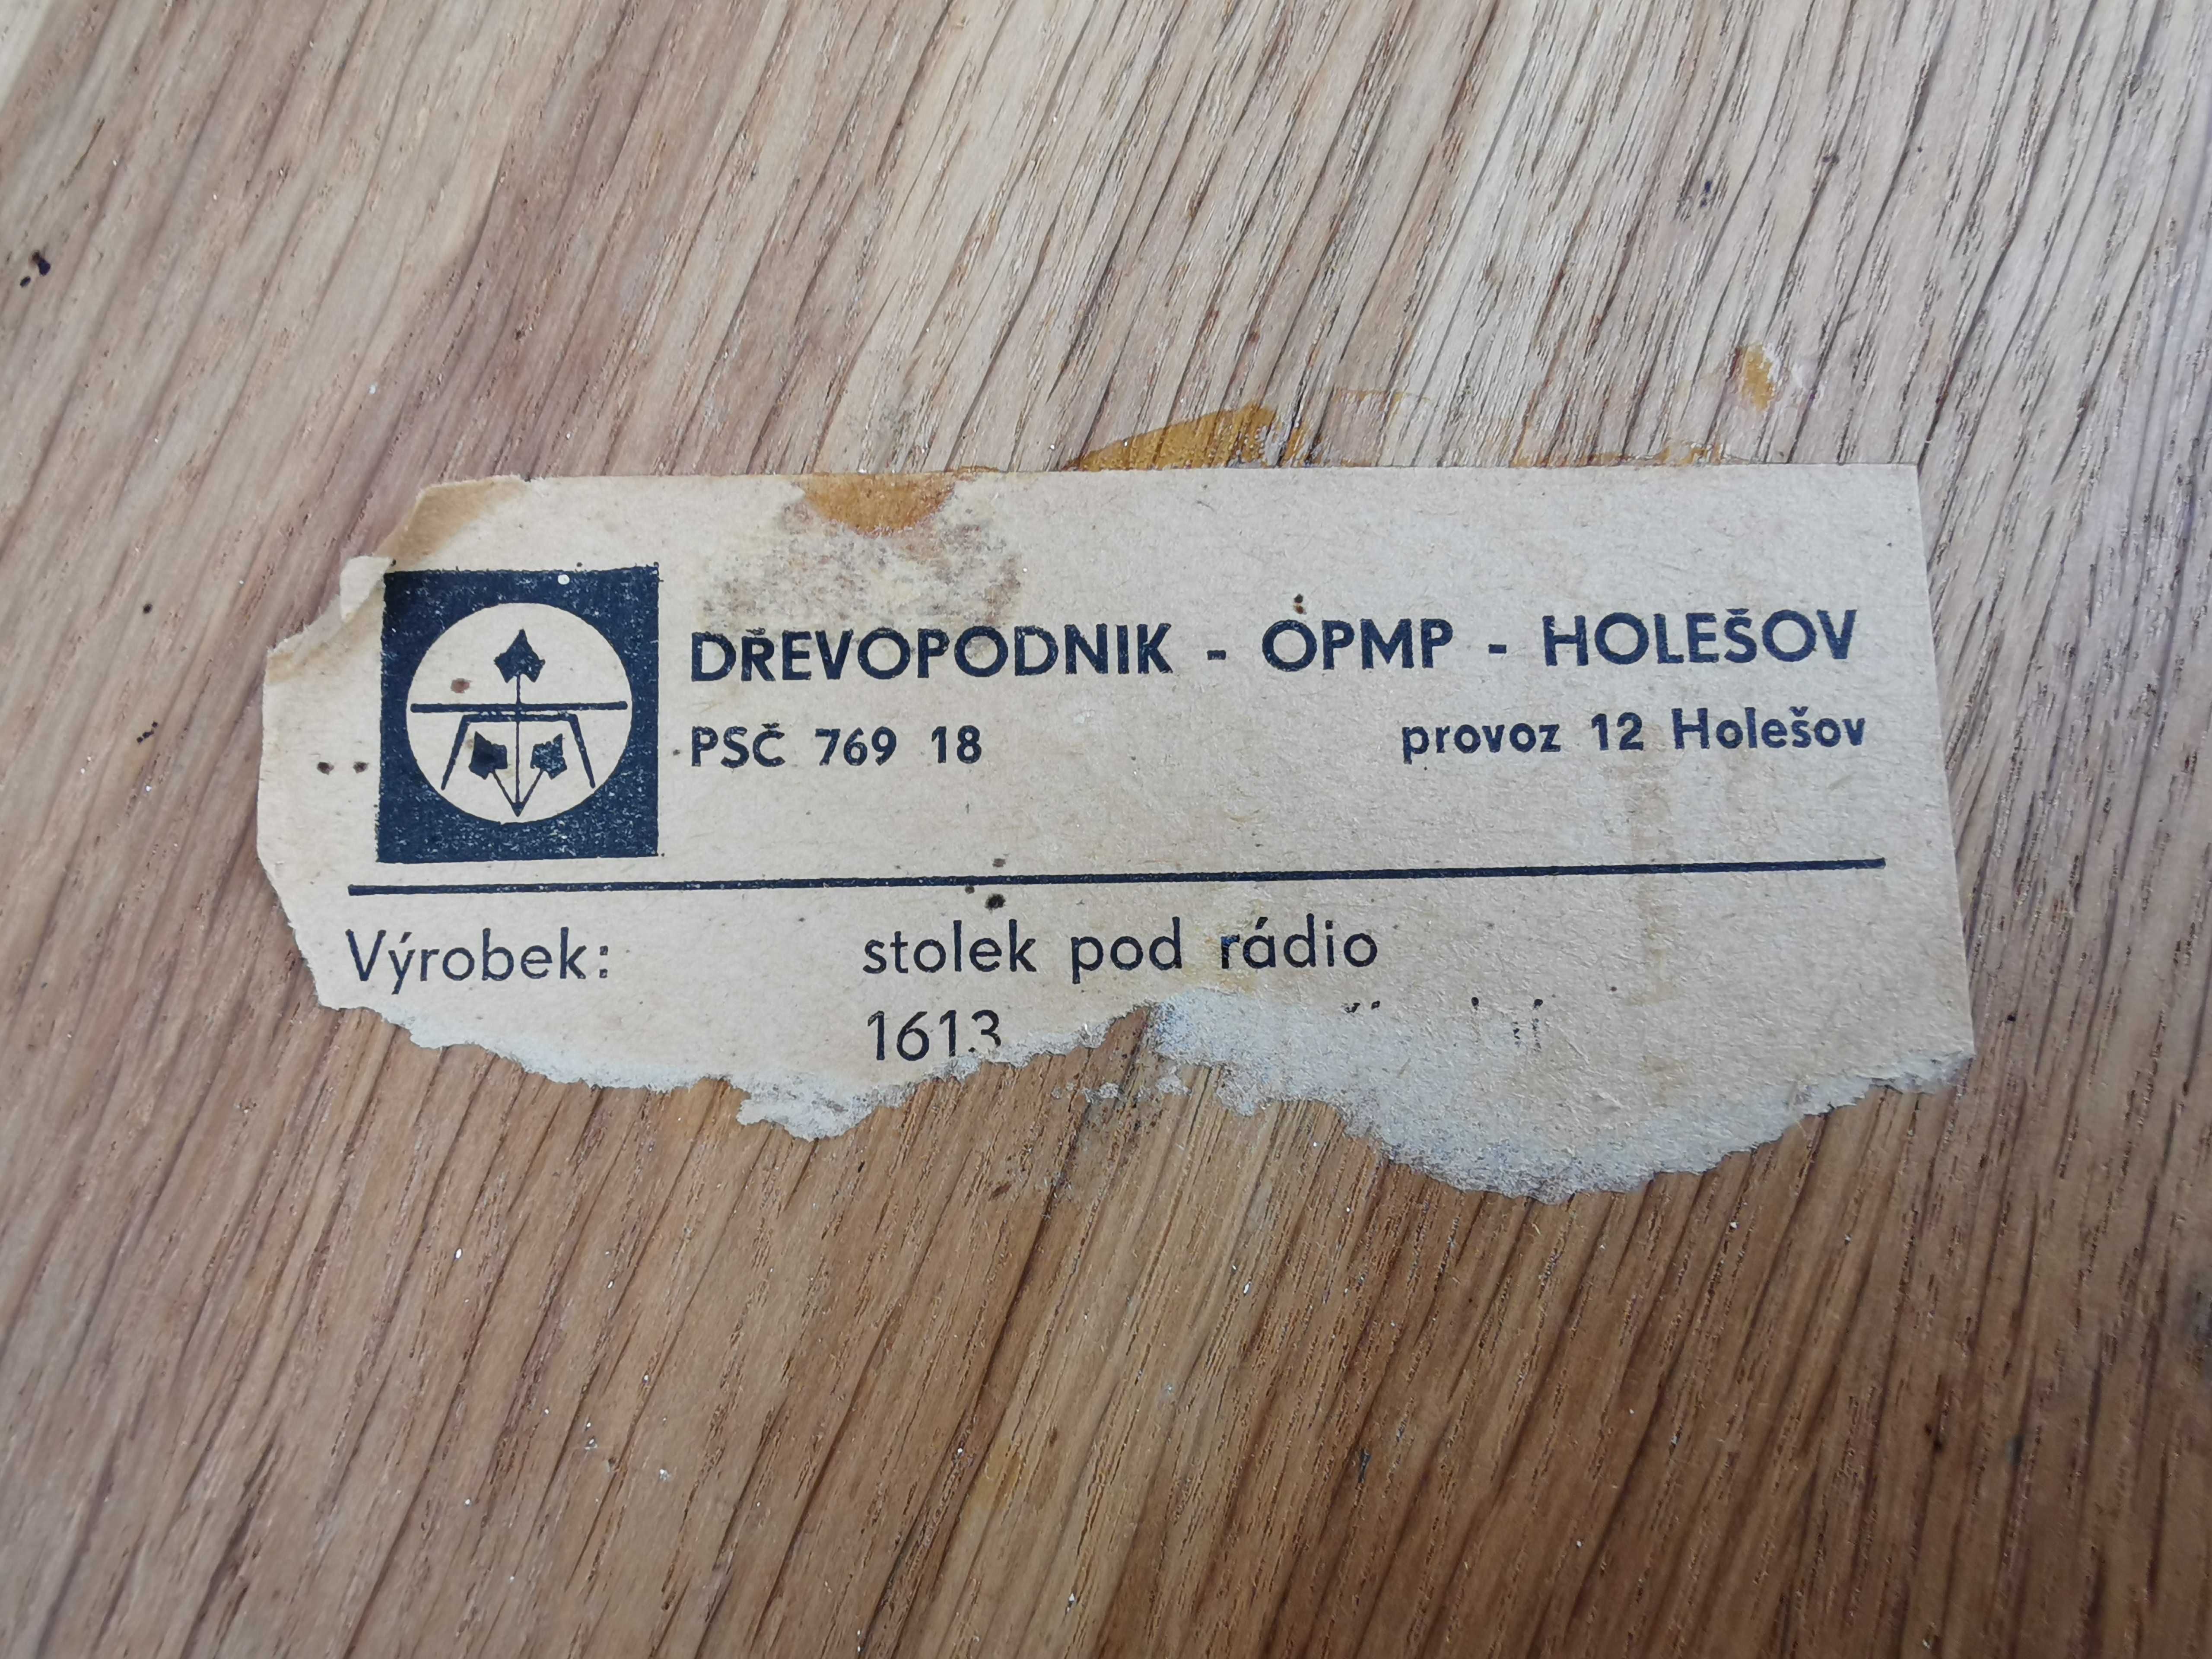 DŘEVOPODNIK - OPMP - HOLEŠOV
PSČ 769 18 provoz 12 Holešov
Výrobek: stolek pod rádio
1613